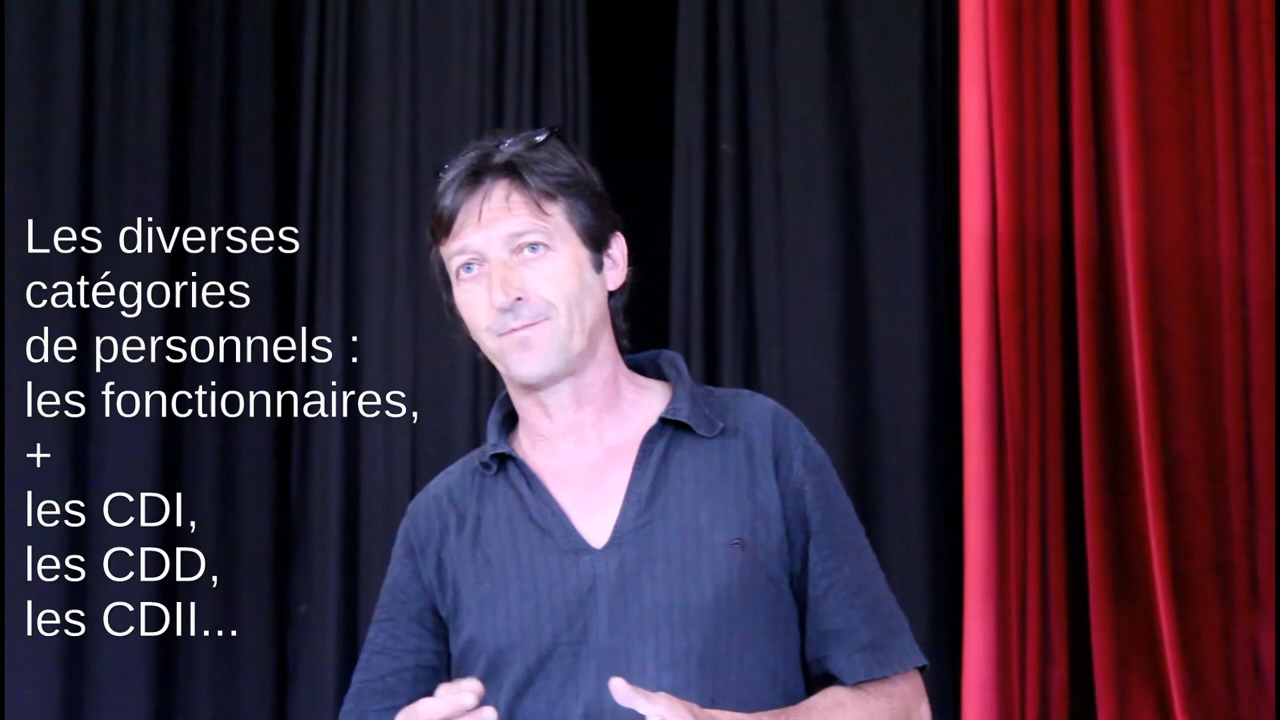 Les diverses
catégories
de personnels :
les fonctionnaires,
+
les CDI,
les CDD,
les CDII...